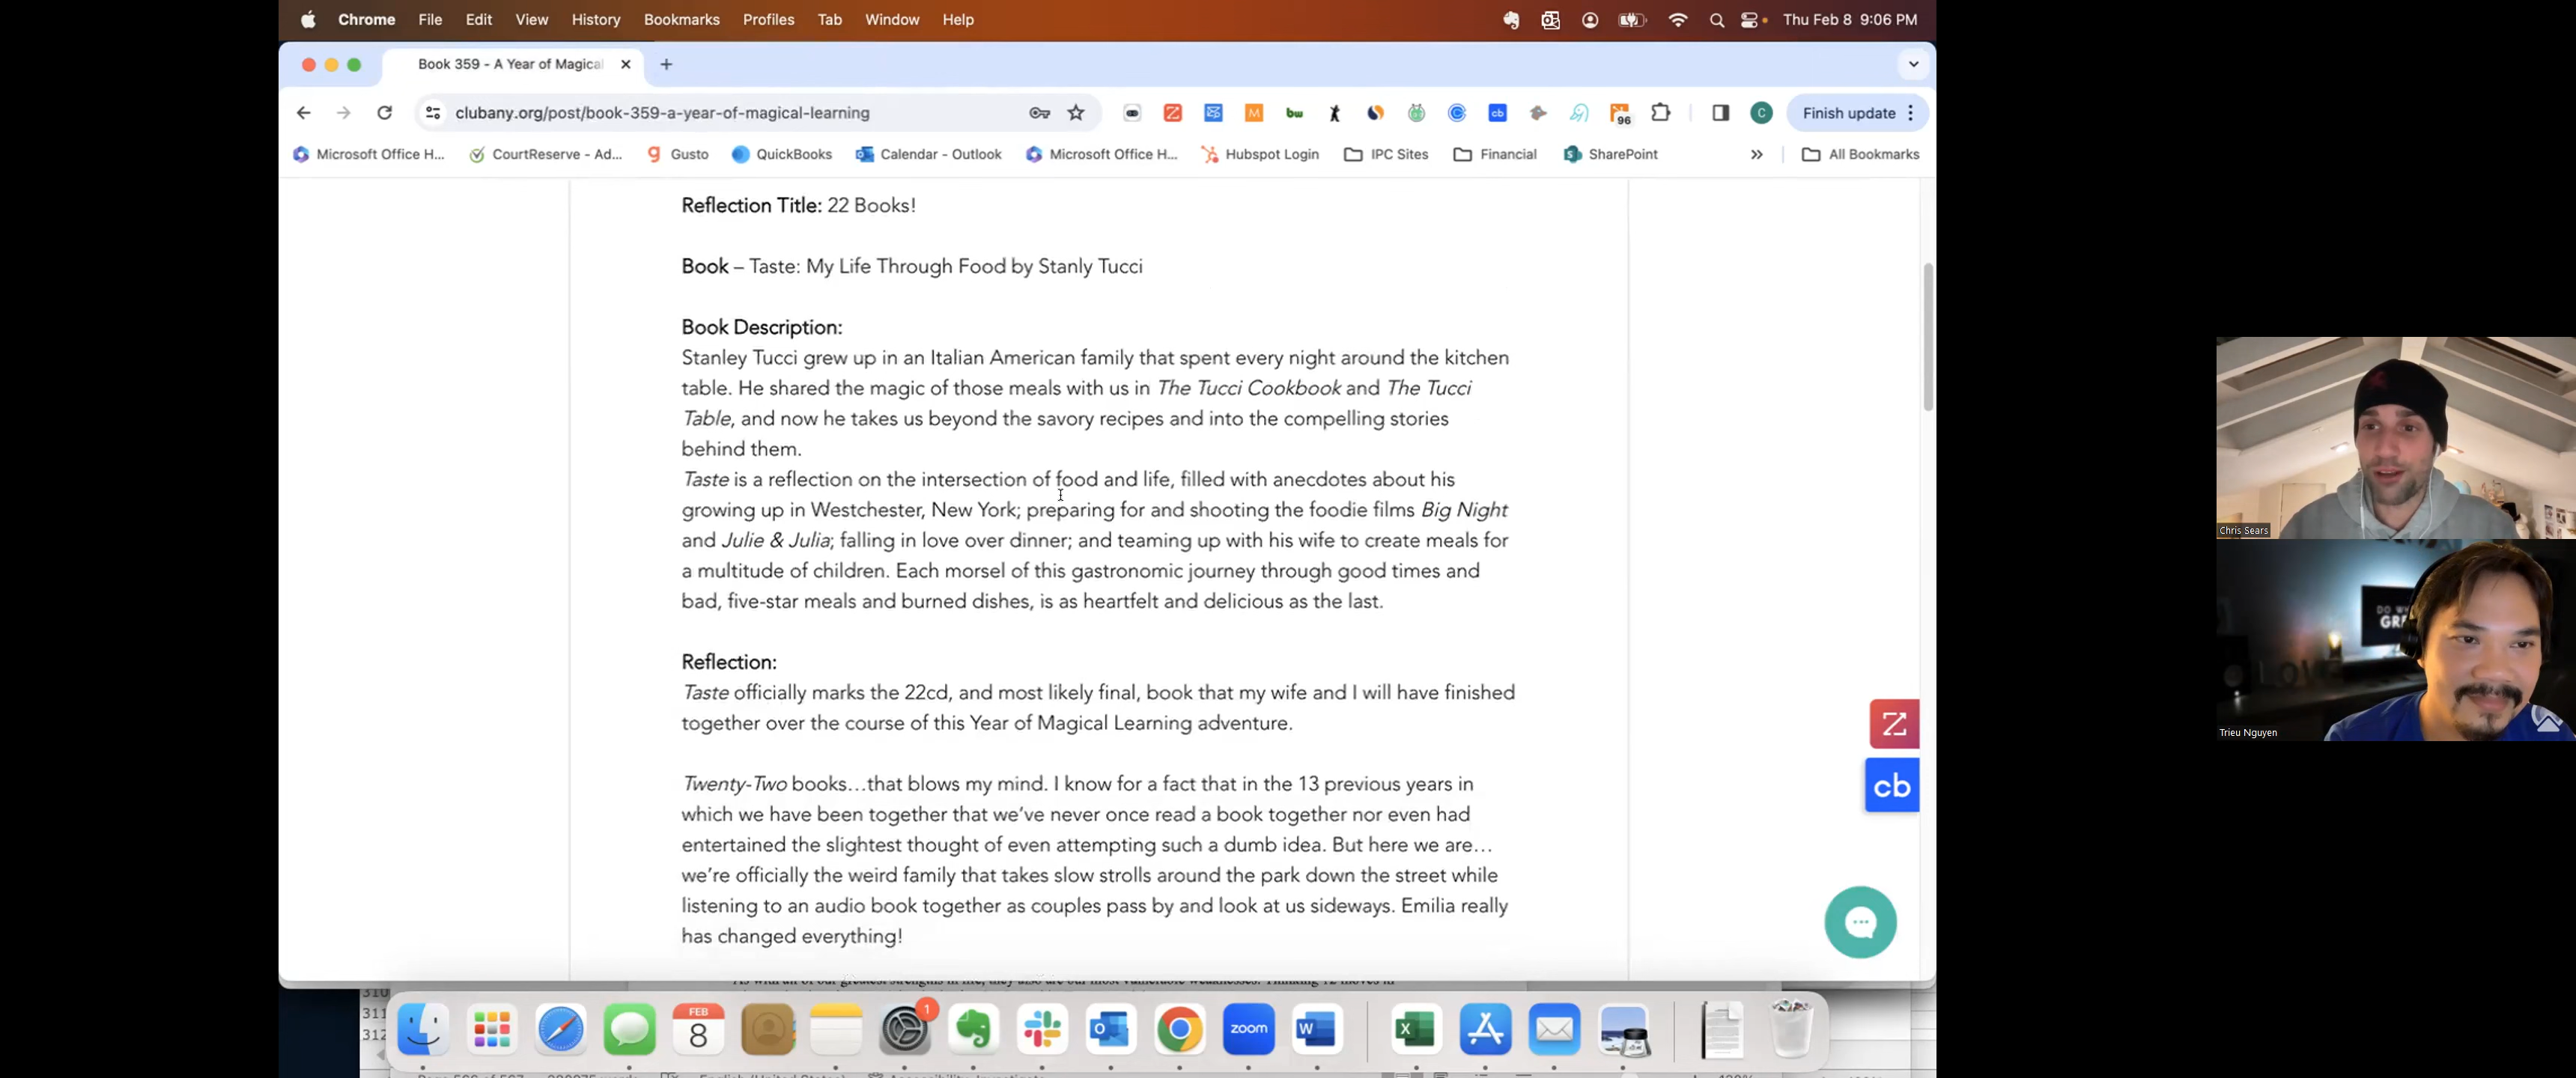 Chrome File Edit View History Bookmarks Profiles Tab Window Help Thu Feb 8 9:06 PM
Book 359 - A Year of Magical
clubany.org/post/book-359-a-year-of-magical-learning
M bw cb 96 C Finish update
Microsoft Office H... CourtReserve - Ad... Gusto QuickBooks Calendar - Outlook Microsoft Office H... Hubspot Login IPC Sites Financial SharePoint All Bookmarks
Reflection Title: 22 Books!
Book – Taste: My Life Through Food by Stanly Tucci
Book Description:
Stanley Tucci grew up in an Italian American family that spent every night around the kitchen
table. He shared the magic of those meals with us in The Tucci Cookbook and The Tucci
Table, and now he takes us beyond the savory recipes and into the compelling stories
behind them.
Taste is a reflection on the intersection of food and life, filled with anecdotes about his
growing up in Westchester, New York; preparing for and shooting the foodie films Big Night
and Julie & Julia; falling in love over dinner; and teaming up with his wife to create meals for
a multitude of children. Each morsel of this gastronomic journey through good times and
bad, five-star meals and burned dishes, is as heartfelt and delicious as the last.
Reflection:
Taste officially marks the 22cd, and most likely final, book that my wife and I will have finished
together over the course of this Year of Magical Learning adventure.
Twenty-Two books...that blows my mind. I know for a fact that in the 13 previous years in
which we have been together that we've never once read a book together nor even had
entertained the slightest thought of even attempting such a dumb idea. But here we are...
we're officially the weird family that takes slow strolls around the park down the street while
listening to an audio book together as couples pass by and look at us sideways. Emilia really
has changed everything!
cb
Chris Sears
Trieu Nguyen
310
311
312
FEB
8
1
zoom